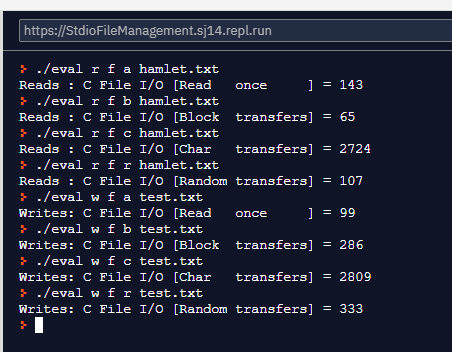 https://StdioFileManagement.sj14.repl.run
> ./eval r f a hamlet.txt
Reads : C File I/O [Read   once     ] = 143
> ./eval r f b hamlet.txt
Reads : C File I/O [Block  transfers] = 65
> ./eval r f c hamlet.txt
Reads : C File I/O [Char   transfers] = 2724
> ./eval r f r hamlet.txt
Reads : C File I/O [Random transfers] = 107
> ./eval w f a test.txt
Writes: C File I/O [Read   once     ] = 99
> ./eval w f b test.txt
Writes: C File I/O [Block  transfers] = 286
> ./eval w f c test.txt
Writes: C File I/O [Char   transfers] = 2809
> ./eval w f r test.txt
Writes: C File I/O [Random transfers] = 333
>